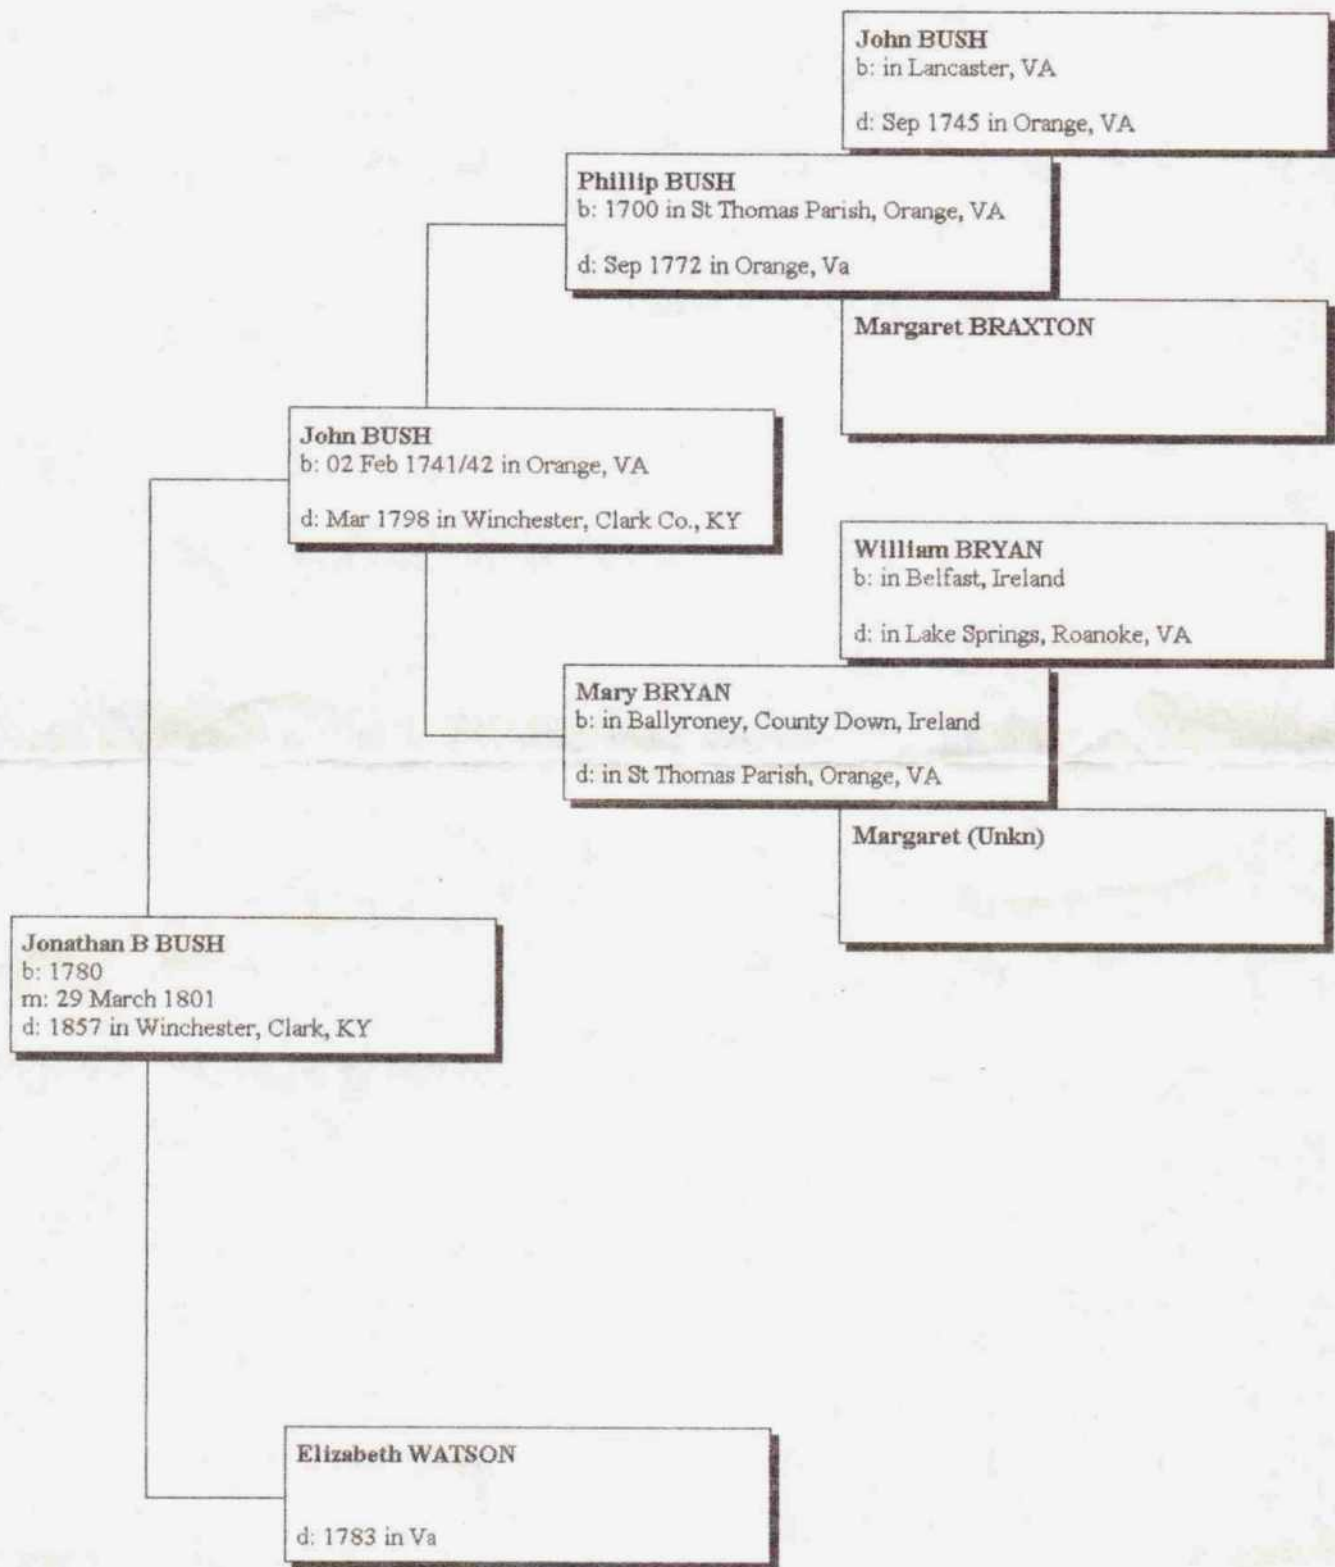 John BUSH
b: in Lancaster, VA
d: Sep 1745 in Orange, VA
Phillip BUSH
b: 1700 in St Thomas Parish, Orange, VA
d: Sep 1772 in Orange, Va
Margaret BRAXTON
John BUSH
b: 02 Feb 1741/42 in Orange, VA
d: Mar 1798 in Winchester, Clark Co., KY
William BRYAN
b: in Belfast, Ireland
d: in Lake Springs, Roanoke, VA
Mary BRYAN
b: in Ballyroney, County Down, Ireland
d: in St Thomas Parish, Orange, VA
Margaret (Unkn)
Jonathan B BUSH
b: 1780
m: 29 March 1801
d: 1857 in Winchester, Clark, KY
Elizabeth WATSON
d: 1783 in Va